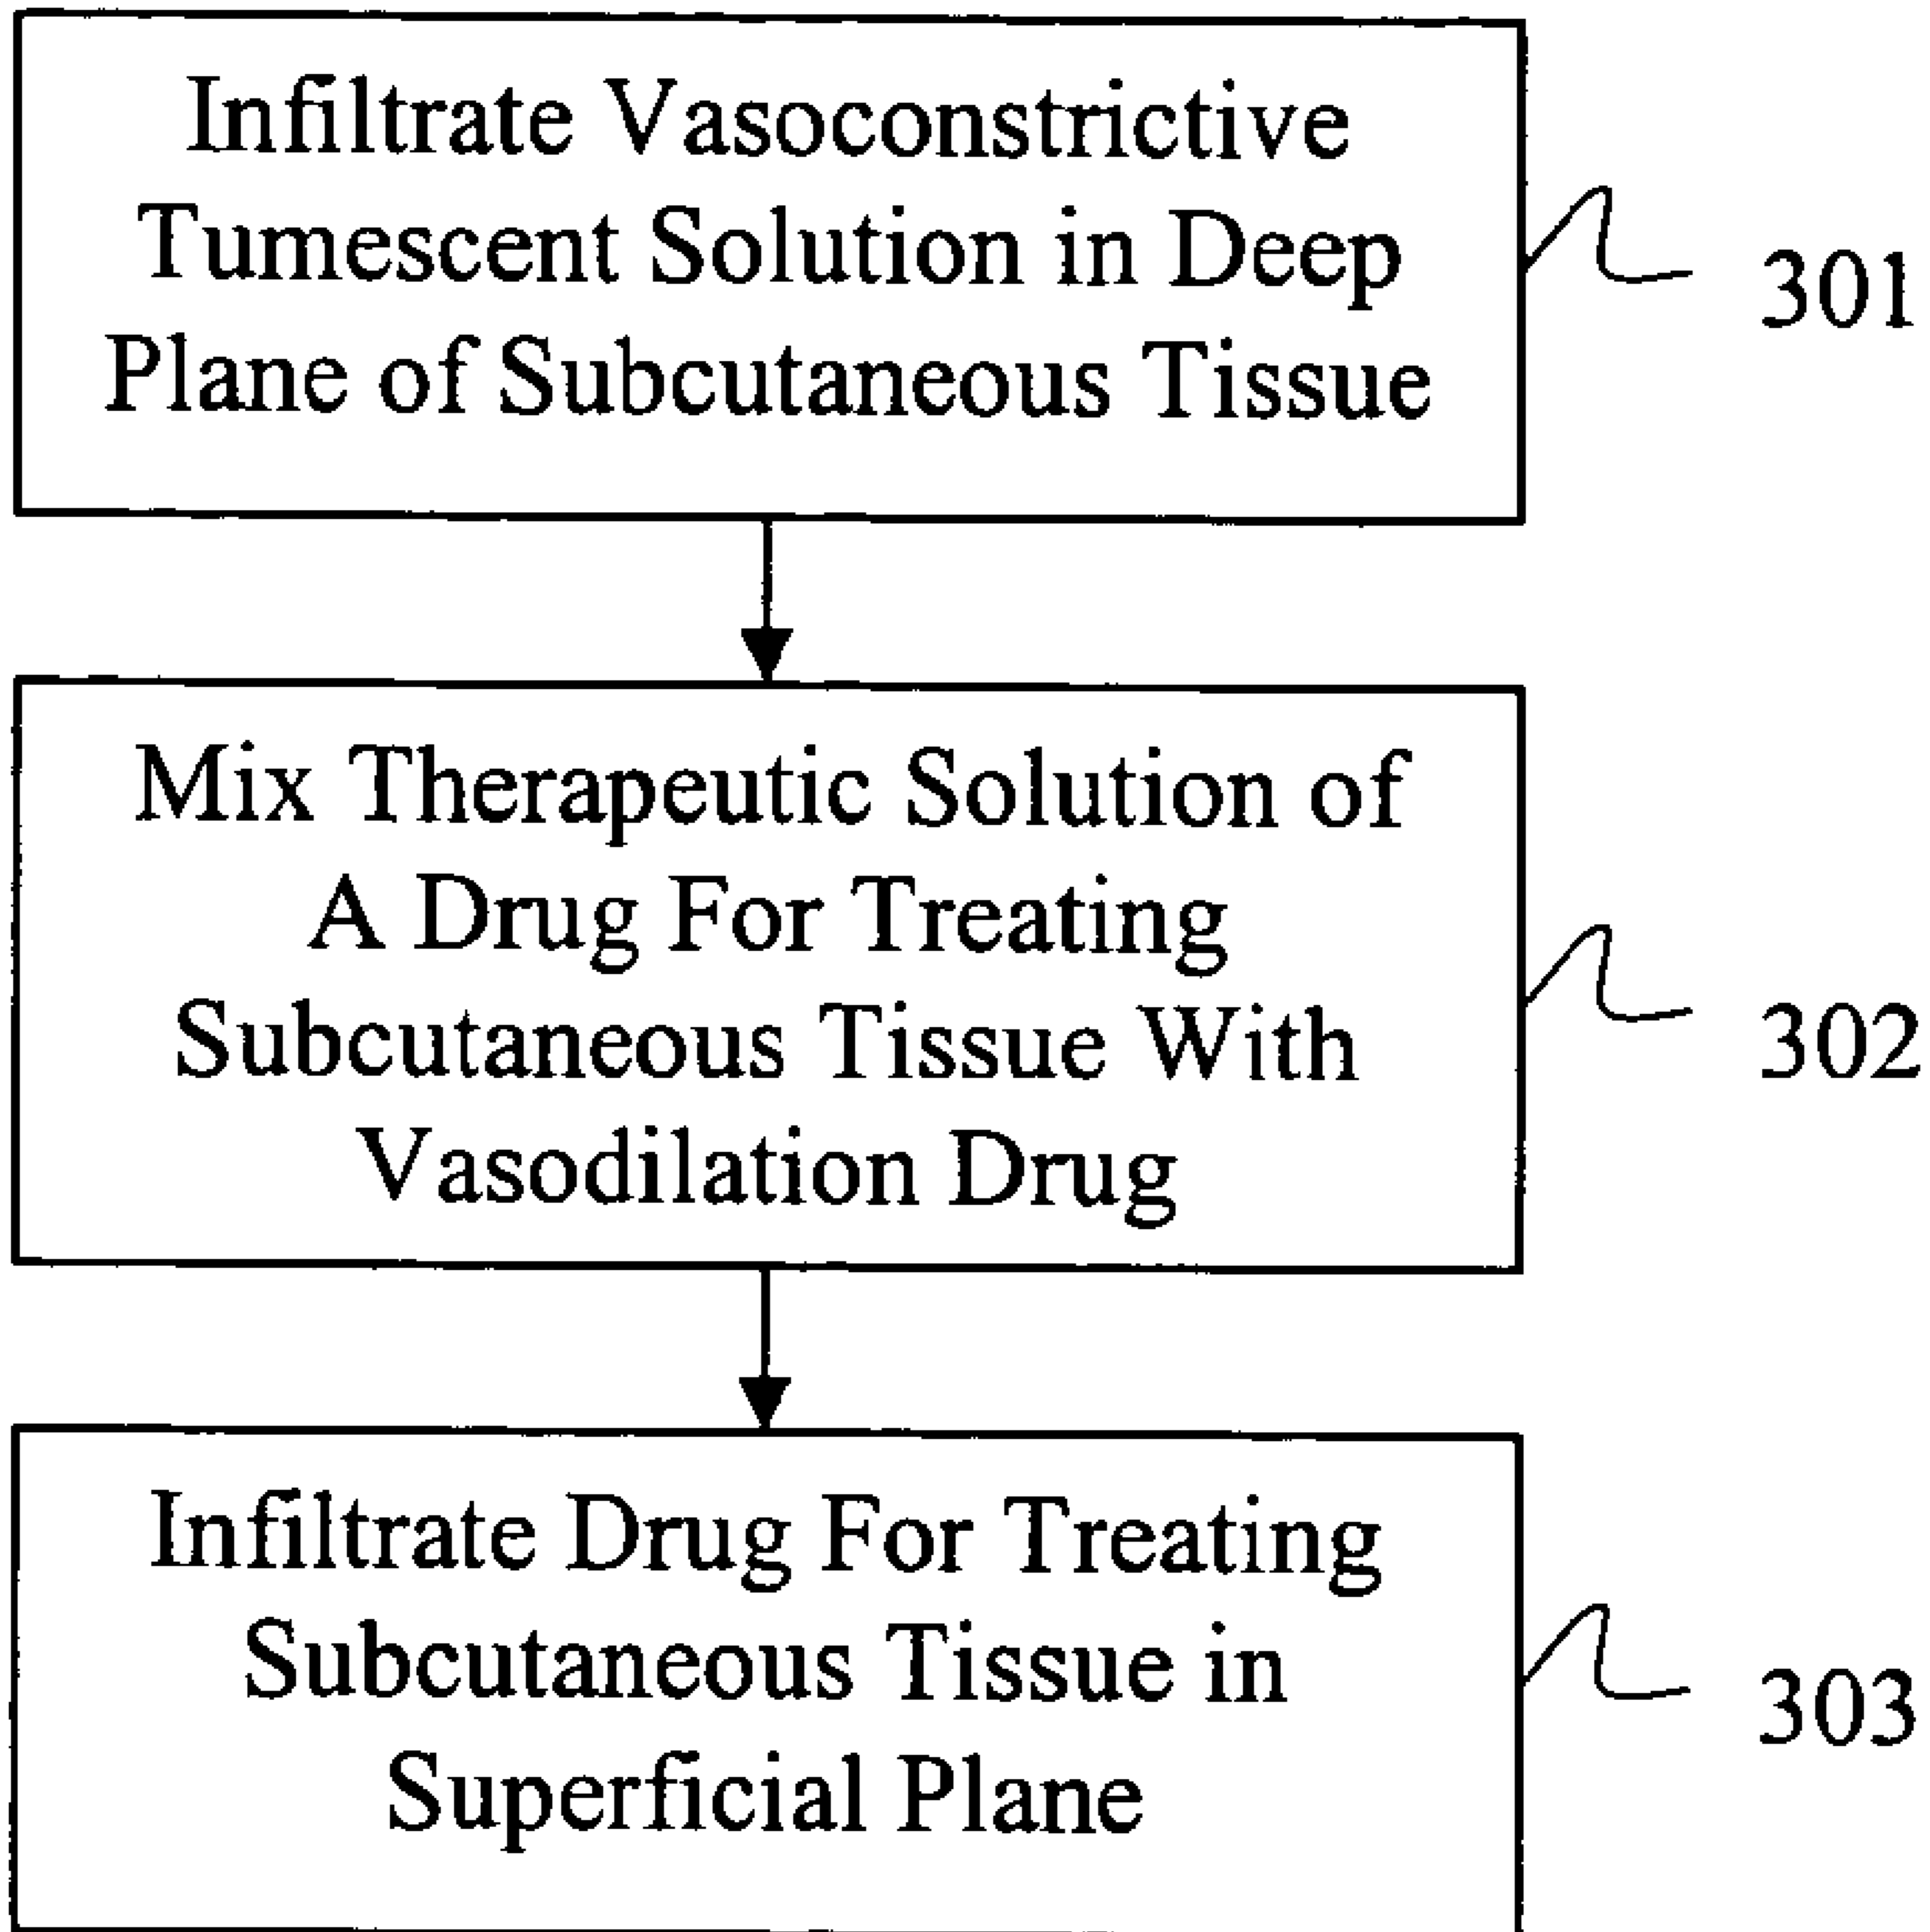 Infiltrate Vasoconstrictive
Tumescent Solution in Deep
Plane of Subcutaneous Tissue
301
Mix Therapeutic Solution of
A Drug For Treating
Subcutaneous Tissue With
Vasodilation Drug
302
Infiltrate Drug For Treating
Subcutaneous Tissue in
Superficial Plane
303